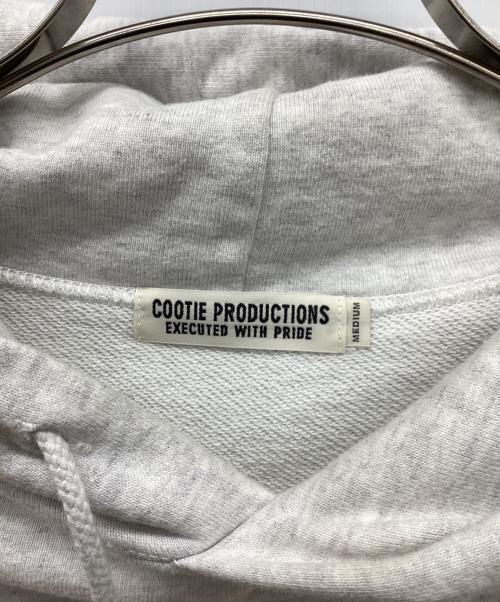 COOTIE PRODUCTIONS
EXECUTED WITH PRIDE
MEDIUM